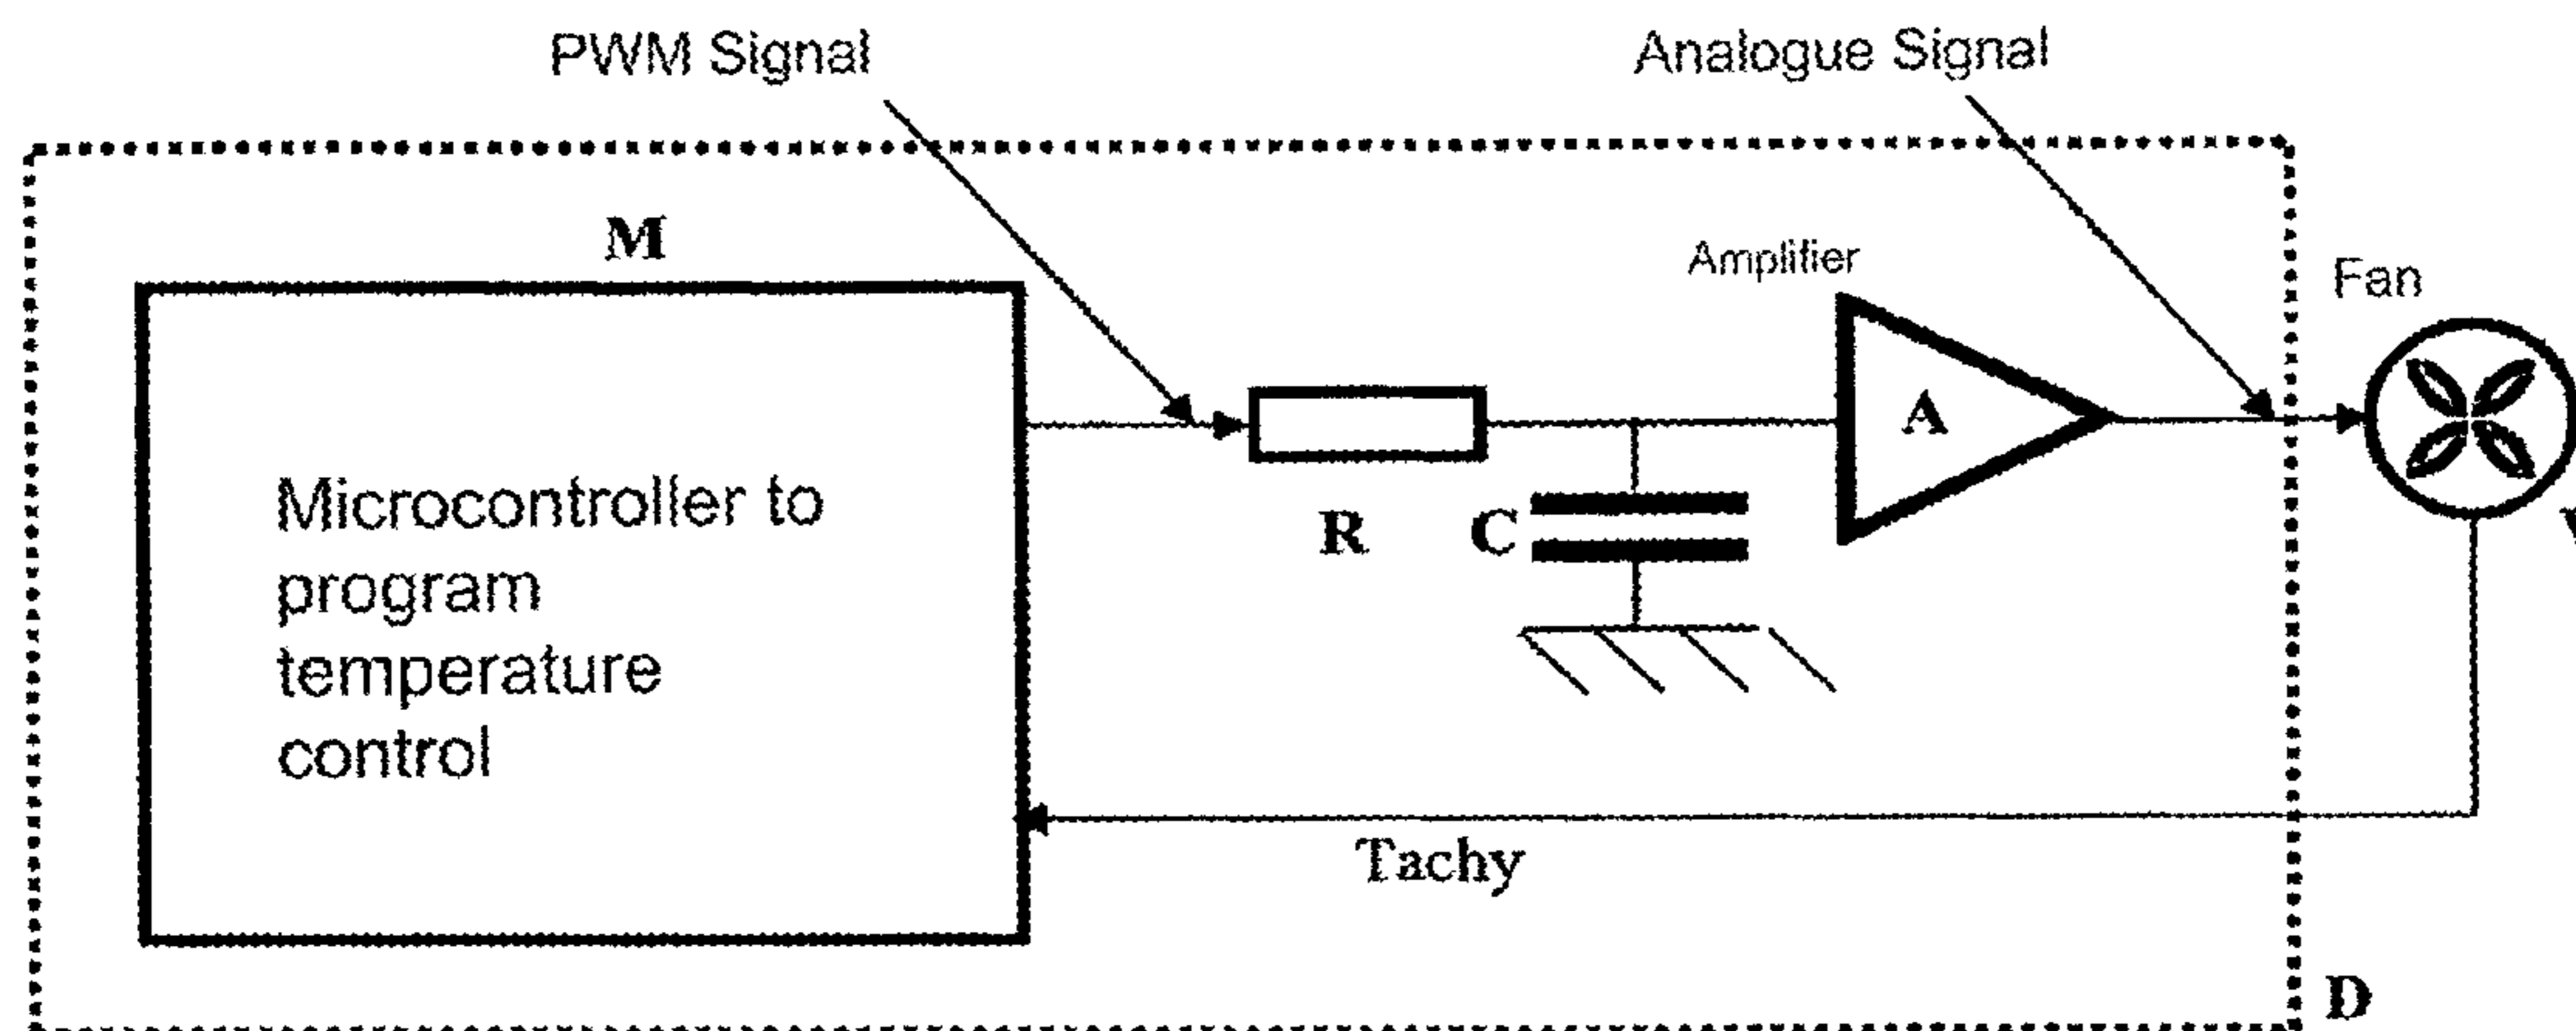 PWM Signal
Analogue Signal
M
Amplifier
Fan
A
Microcontroller to
program
temperature
control
R
C
Tachy
D